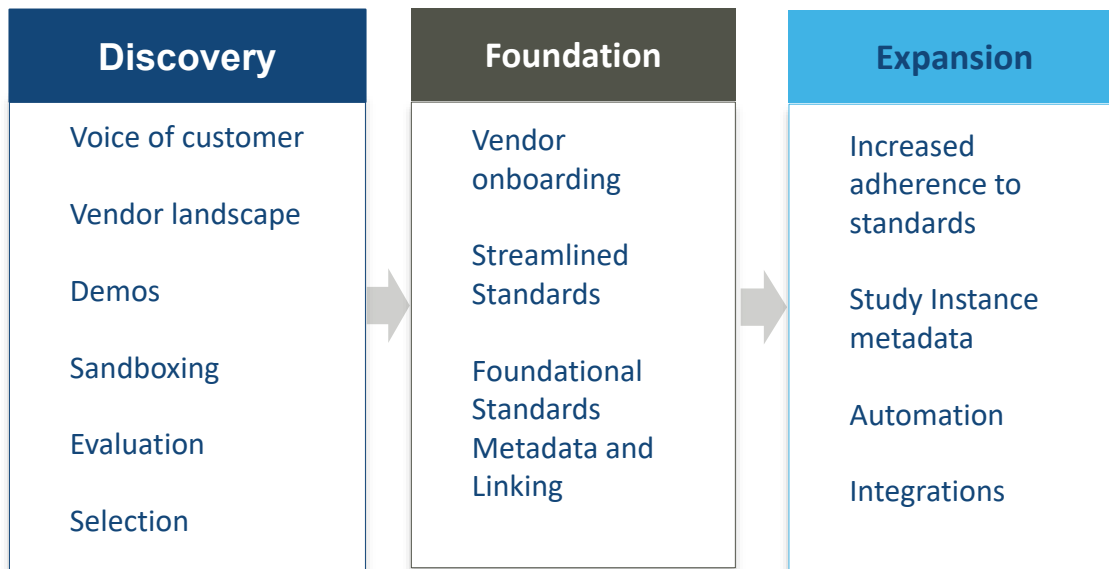 Discovery
Voice of customer
Vendor landscape
Demos
Sandboxing
Evaluation
Selection
Foundation
Vendor
onboarding
Streamlined
Standards
Foundational
Standards
Metadata and
Linking
Expansion
Increased
adherence to
standards
Study Instance
metadata
Automation
Integrations